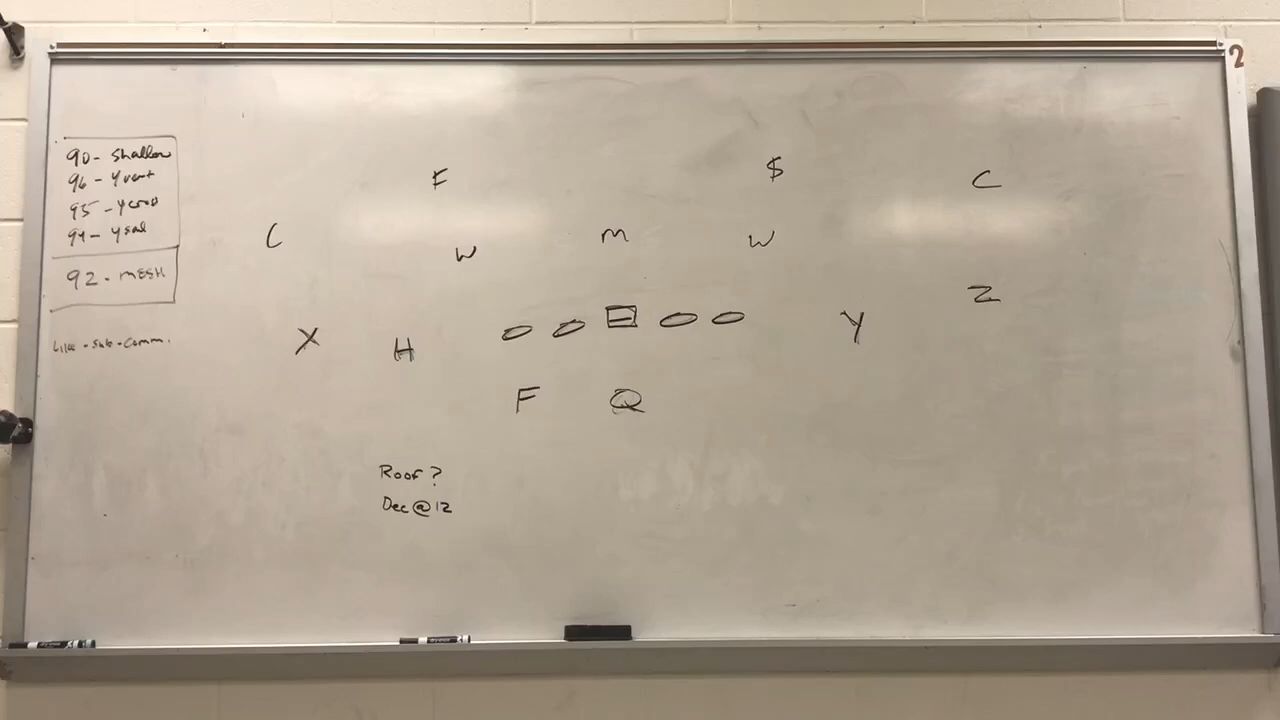 2
90 - Shallow
96 - Y vert
95 - Y cross
94 - Y sail
92 - MESH
F $ C
C W M W
Z
X H Y
F Q
Roof?
Dec@12